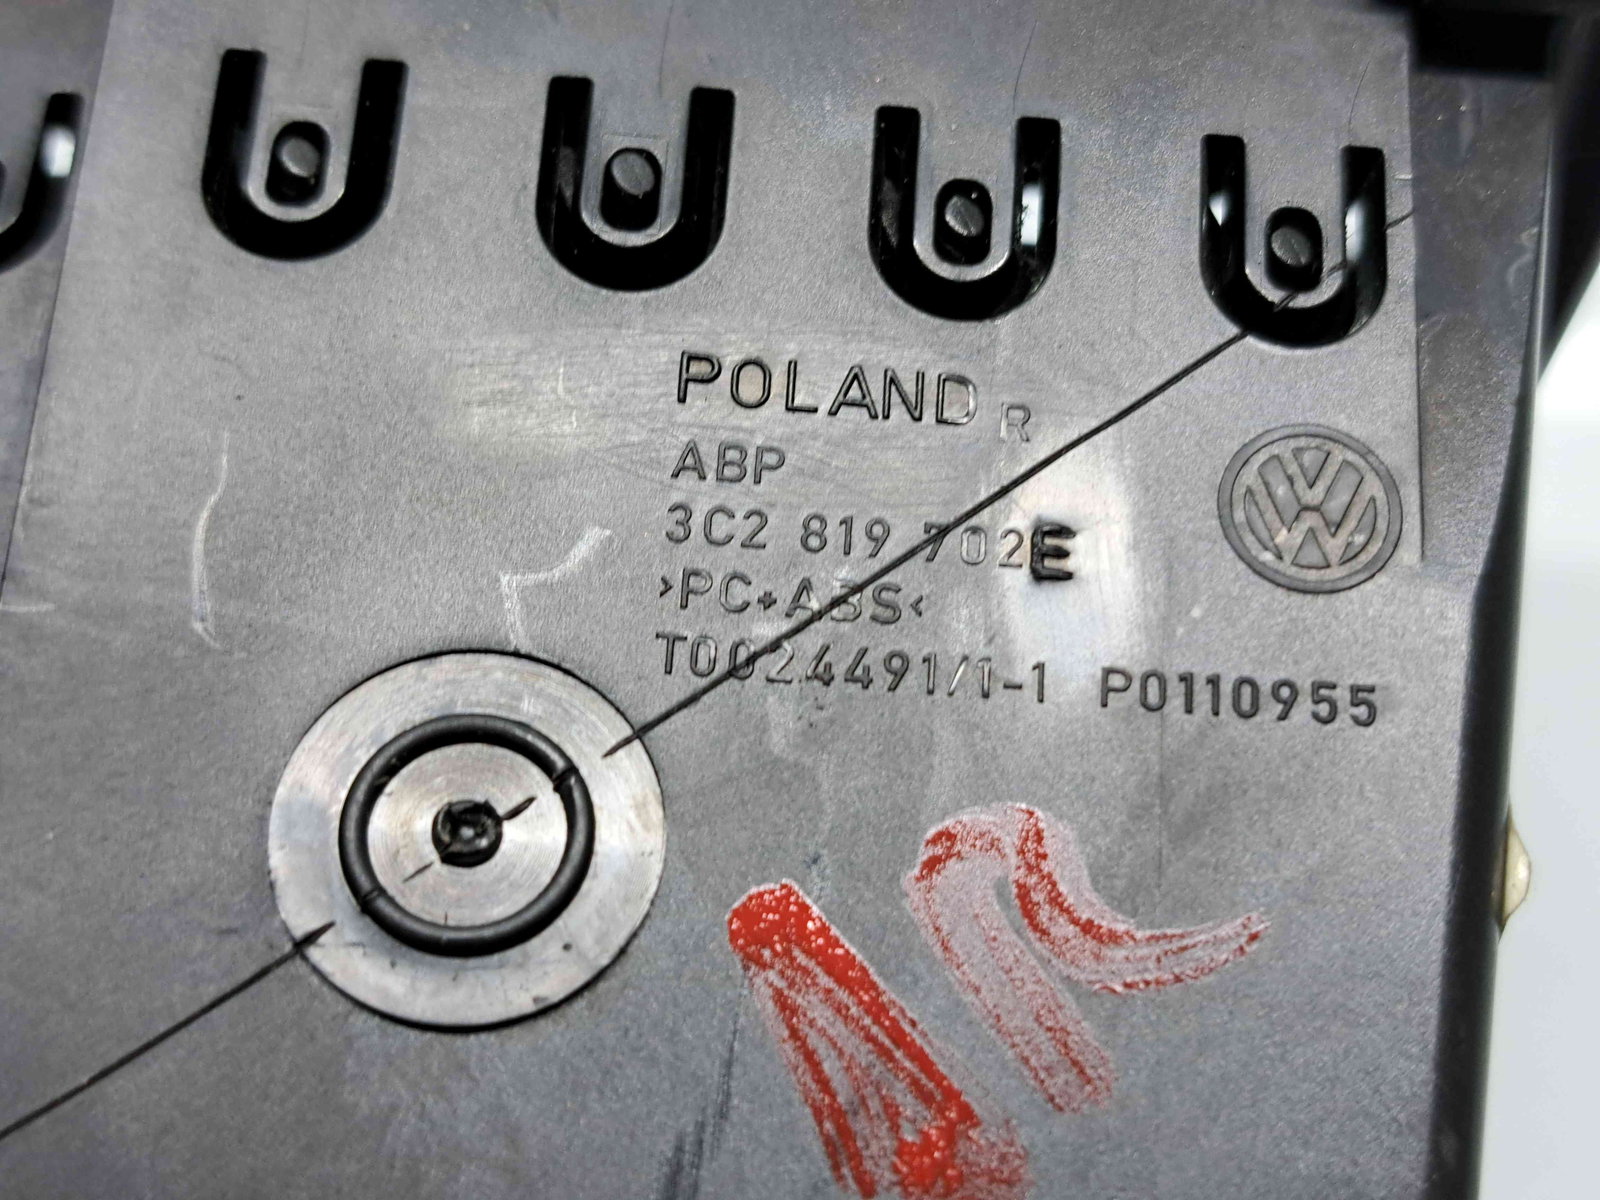 POLAND R
ABP
3C2 819 702E
>PC+ABS<
T0024491/1-1 P0110955